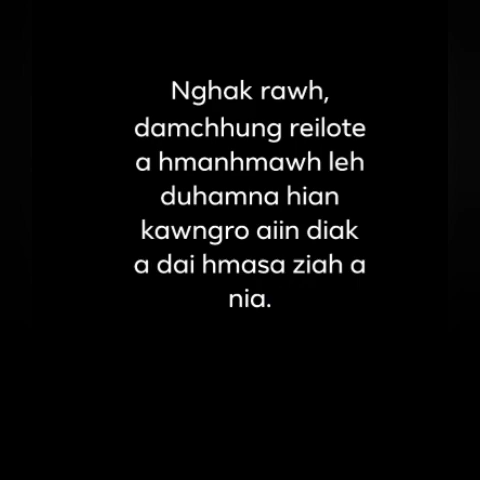 Nghak rawh,
damchhung reilote
a hmanhmawh leh
duhamna hian
kawngro aiin diak
a dai hmasa ziah a
nia.